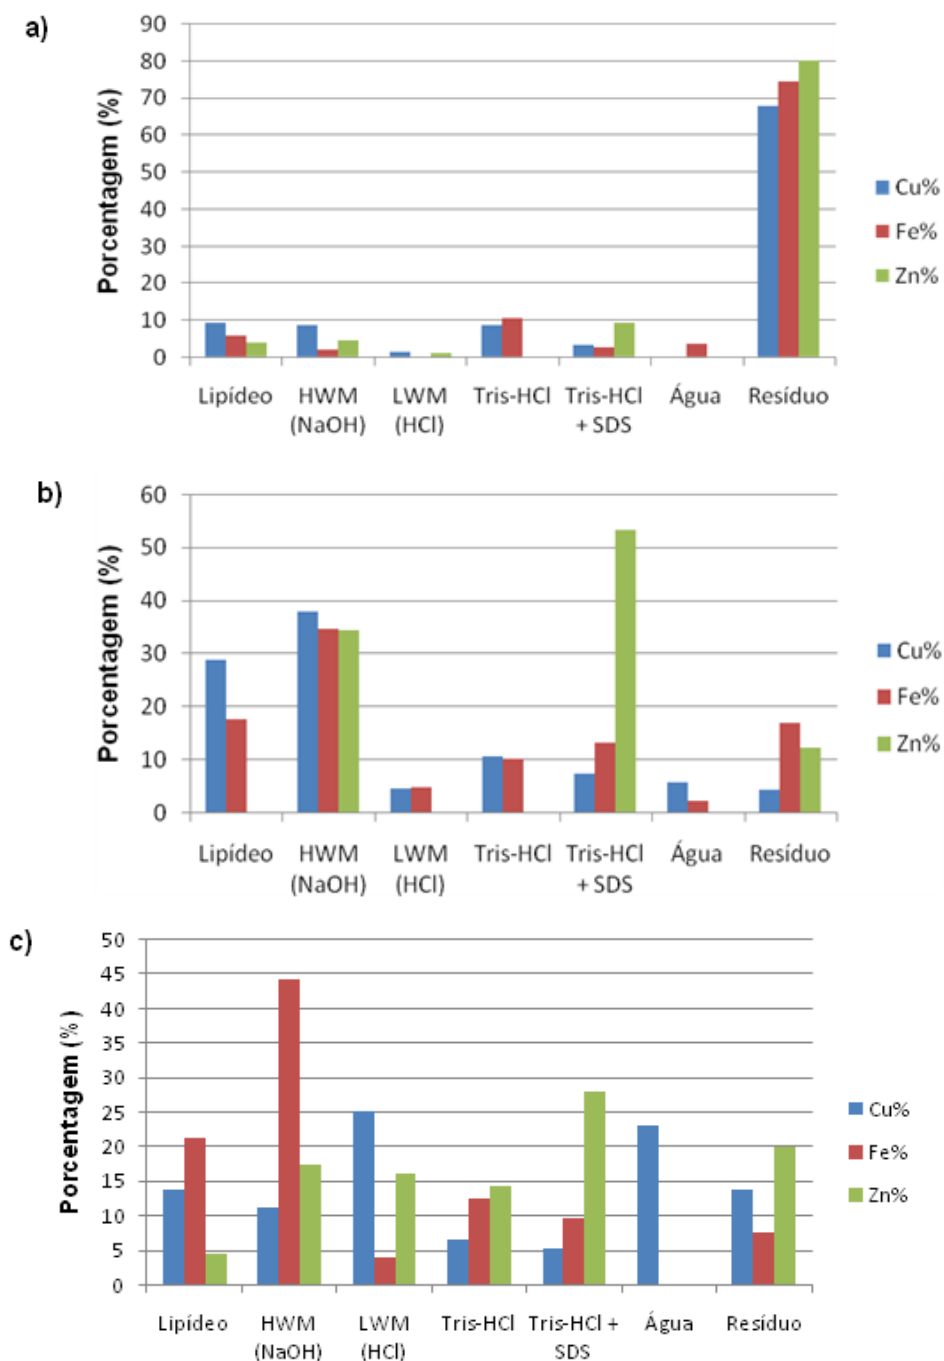 a)
Porcentagem (%)
90
80
70
60
50
40
30
20
10
0
Lipídeo
HWM
(NaOH)
LWM
(HCl)
Tris-HCl
Tris-HCl
+ SDS
Água
Resíduo
Cu%
Fe%
Zn%
b)
Porcentagem (%)
60
50
40
30
20
10
0
Lipídeo
HWM
(NaOH)
LWM
(HCl)
Tris-HCl
Tris-HCl
+ SDS
Água
Resíduo
Cu%
Fe%
Zn%
c)
Porcentagem (%)
50
45
40
35
30
25
20
15
10
5
0
Lipídeo
HWM
(NaOH)
LWM
(HCl)
Tris-HCl
Tris-HCl +
SDS
Água
Resíduo
Cu%
Fe%
Zn%